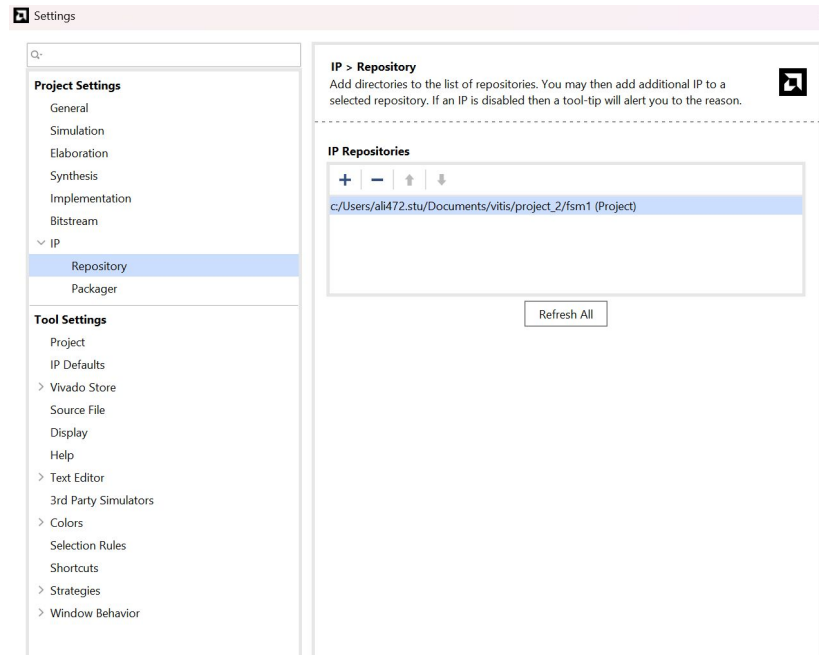 Settings
Q-
Project Settings
General
Simulation
Elaboration
Synthesis
Implementation
Bitstream
IP
Repository
Packager
Tool Settings
Project
IP Defaults
Vivado Store
Source File
Display
Help
Text Editor
3rd Party Simulators
Colors
Selection Rules
Shortcuts
Strategies
Window Behavior
IP > Repository
Add directories to the list of repositories. You may then add additional IP to a
selected repository. If an IP is disabled then a tool-tip will alert you to the reason.
IP Repositories
c:/Users/ali472.stu/Documents/vitis/project_2/fsm1 (Project)
Refresh All